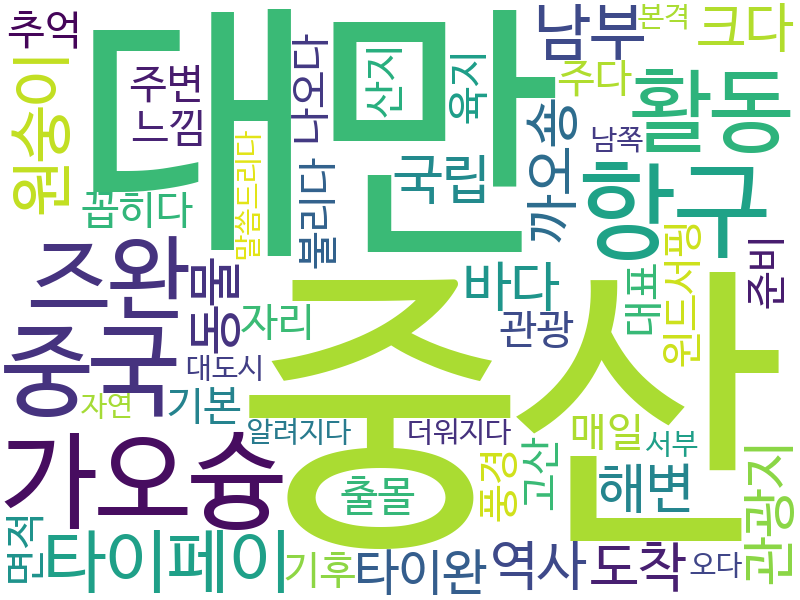 추억
대만
남부
본격
크다
원숭이
주변
느낌
나오다
산지
육지
주다
활동
꼽히다
말씀드리다
불리다
국립
까오숑
남쪽
항구
즈완
동물
자리
바다
관광
대표
윈드서핑
준비
중국
대도시
중산
자연
기본
알려지다
더워지다
매일
서부
가오슝
출몰
풍경
고산
해변
관광지
면적
타이페이
기후
타이완
역사
도착
오다